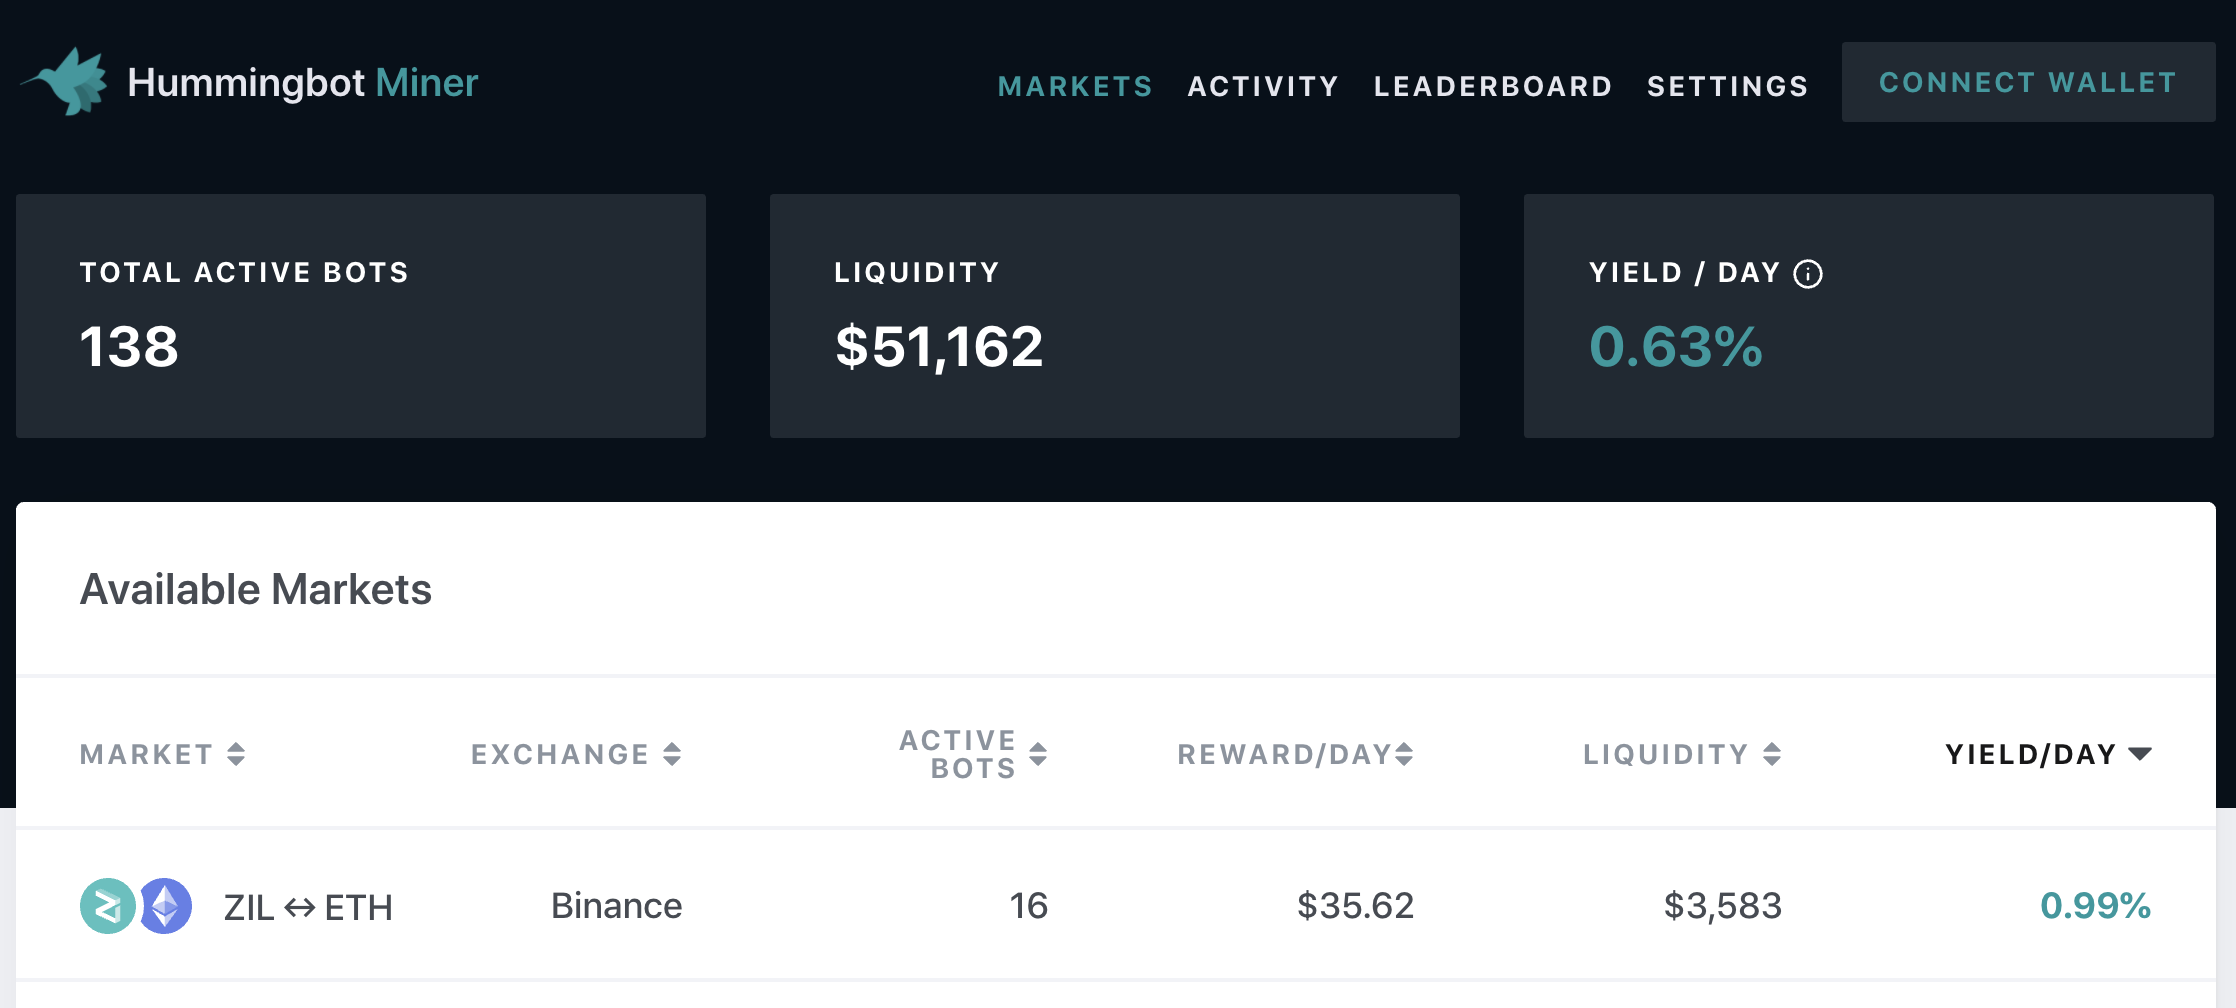 Hummingbot Miner
MARKETS ACTIVITY LEADERBOARD SETTINGS CONNECT WALLET
TOTAL ACTIVE BOTS
138
LIQUIDITY
$51,162
YIELD / DAY
0.63%
Available Markets
MARKET EXCHANGE ACTIVE BOTS REWARD/DAY LIQUIDITY YIELD/DAY
ZIL ↔ ETH Binance 16 $35.62 $3,583 0.99%